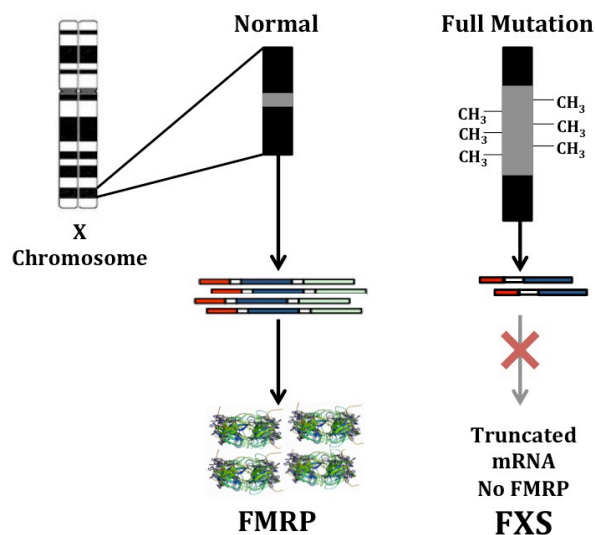 Normal
Full Mutation
CH3
CH3
CH3
CH3
CH3
CH3
X
Chromosome
Truncated
mRNA
No FMRP
FMRP
FXS